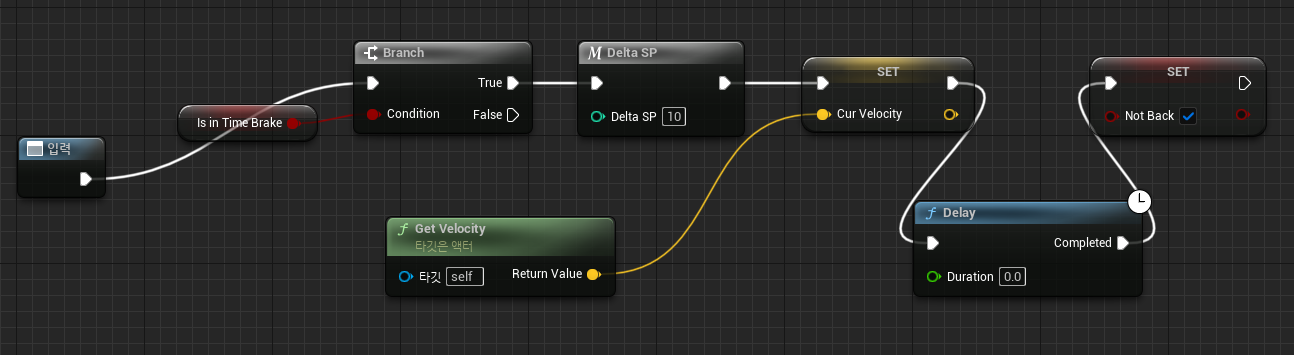 입력
Is in Time Brake
Branch
True
Condition
False
Delta SP
Delta SP 10
SET
Cur Velocity
SET
Not Back
Get Velocity
타깃은 액터
타깃 self
Return Value
Delay
Completed
Duration 0.0